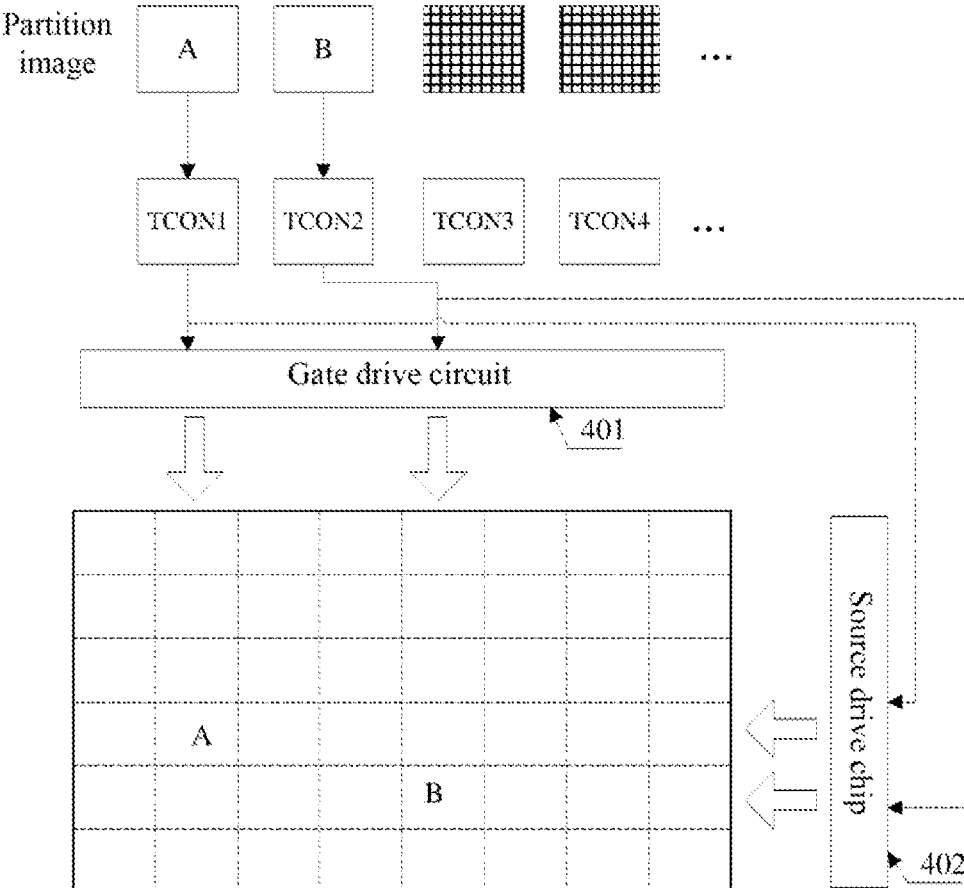 Partition
image
A
B
...
TCON1
TCON2
TCON3
TCON4
...
Gate drive circuit
401
A
B
Source drive chip
402